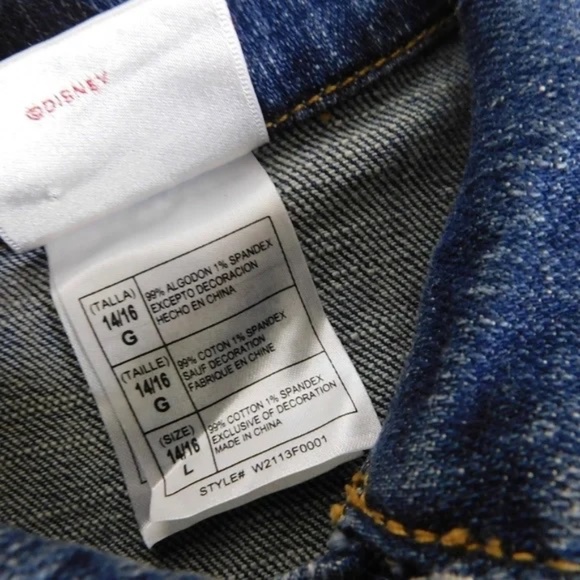 ©DISNEY
(TALLA)
14/16
G
99% ALGODON 1% SPANDEX
EXCEPTO DECORACION
HECHO EN CHINA
(TAILLE)
14/16
G
99% COTON 1% SPANDEX
SAUF DECORATION
FABRIQUE EN CHINE
(SIZE)
14/16
L
99% COTTON 1% SPANDEX
EXCLUSIVE OF DECORATION
MADE IN CHINA
STYLE# W2113F0001